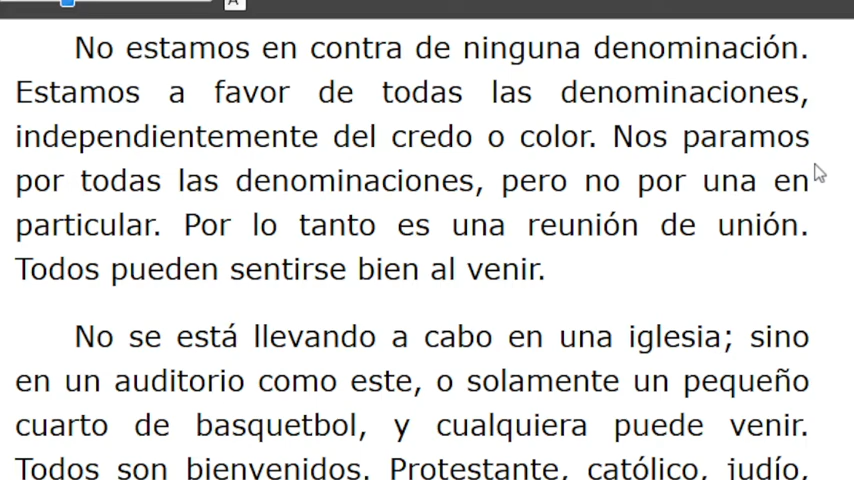 A
No estamos en contra de ninguna denominación.
Estamos a favor de todas las denominaciones,
independientemente del credo o color. Nos paramos
por todas las denominaciones, pero no por una en
particular. Por lo tanto es una reunión de unión.
Todos pueden sentirse bien al venir.
No se está llevando a cabo en una iglesia; sino
en un auditorio como este, o solamente un pequeño
cuarto de basquetbol, y cualquiera puede venir.
Todos son bienvenidos. Protestante, católico, judío,